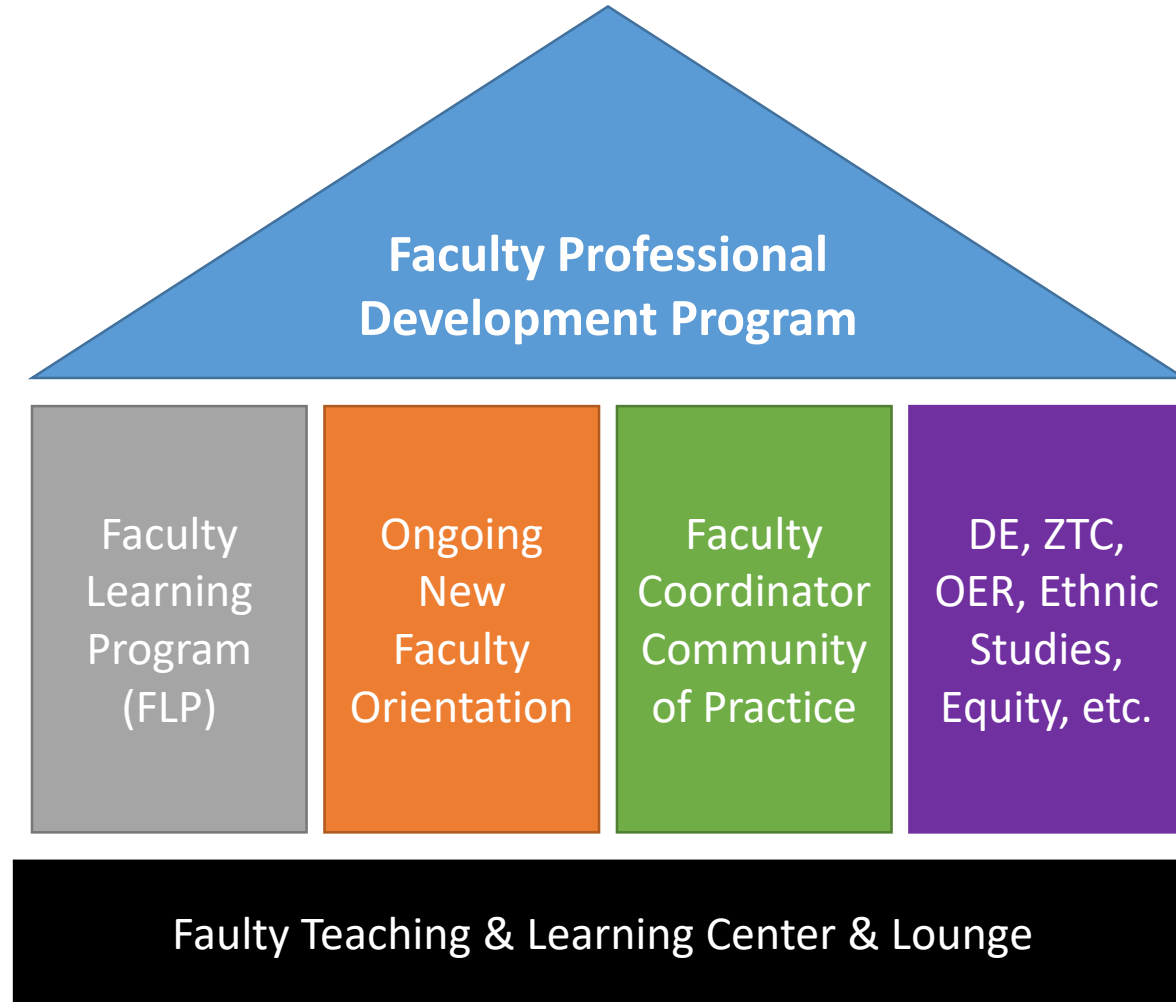 Faculty Professional
Development Program
Faculty
Learning
Program
(FLP)
Ongoing
New
Faculty
Orientation
Faculty
Coordinator
Community
of Practice
DE, ZTC,
OER, Ethnic
Studies,
Equity, etc.
Faulty Teaching & Learning Center & Lounge